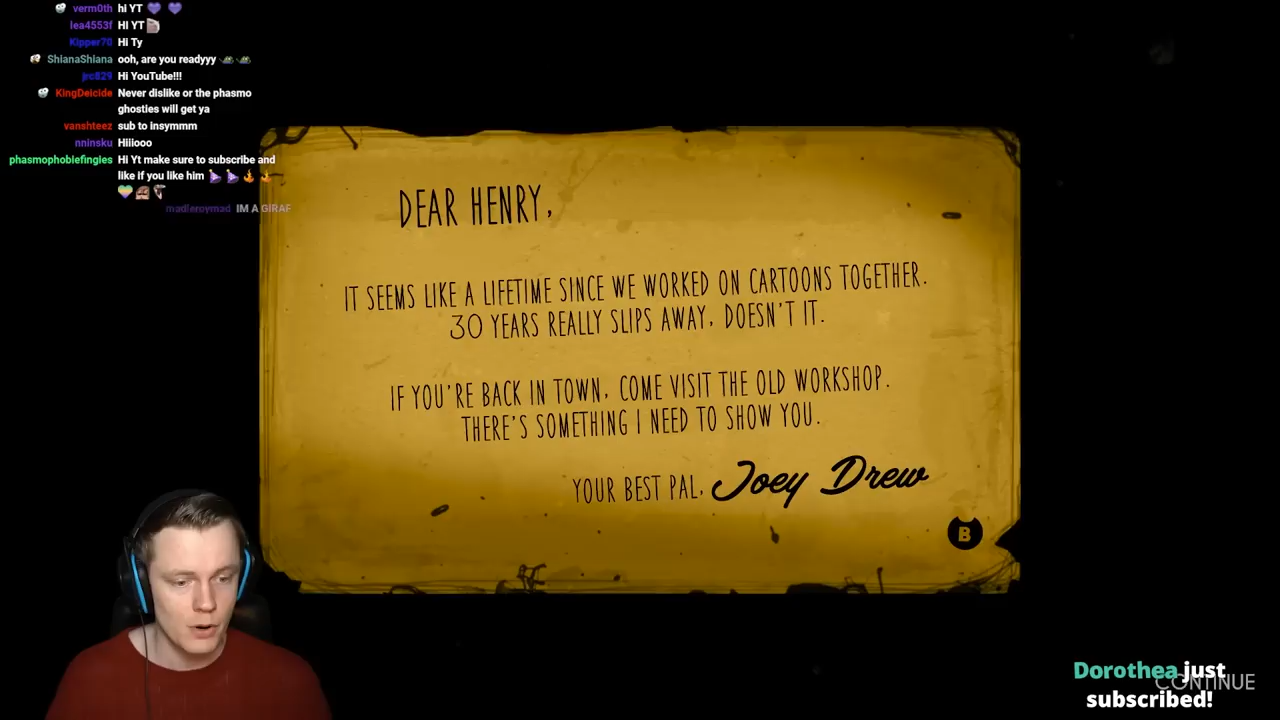 verm0th hiYT
lea4553f HI YT
Kipper70 Hi Ty
ShianaShiana ooh, are you readyyy
jrc829 Hi YouTube!!!
KingDeicide Never dislike or the phasmo
ghosties will get ya
vanshteez sub to insymmm
nninsku Hiiiooo
phasmophobiefingies Hi Yt make sure to subscribe and
like if you like him
madleroymad IM A GIRAF
DEAR HENRY,
IT SEEMS LIKE A LIFETIME SINCE WE WORKED ON CARTOONS TOGETHER.
30 YEARS REALLY SLIPS AWAY, DOESN'T IT.
IF YOU'RE BACK IN TOWN, COME VISIT THE OLD WORKSHOP.
THERE'S SOMETHING I NEED TO SHOW YOU.
YOUR BEST PAL, Joey Drew
B
Dorothea just
subscribed!
CONTINUE